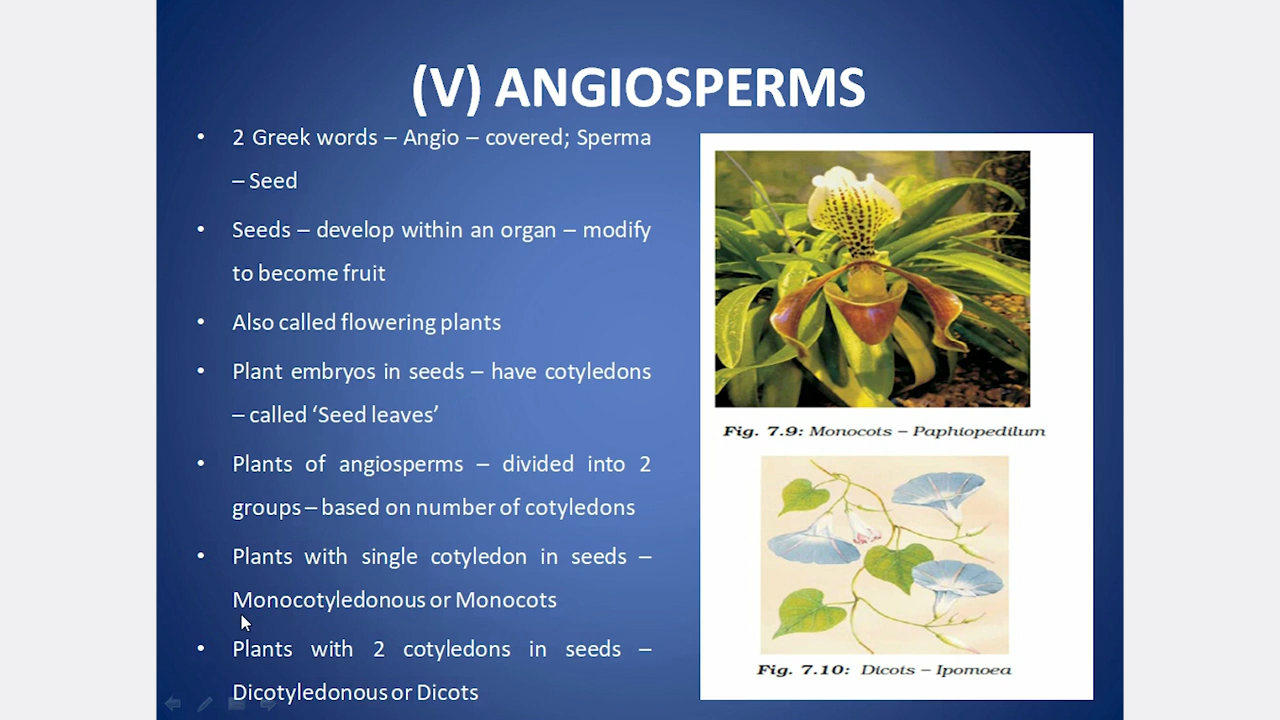 (V) ANGIOSPERMS
• 2 Greek words – Angio – covered; Sperma
– Seed
• Seeds – develop within an organ – modify
to become fruit
• Also called flowering plants
• Plant embryos in seeds – have cotyledons
– called ‘Seed leaves’
• Plants of angiosperms – divided into 2
groups – based on number of cotyledons
• Plants with single cotyledon in seeds –
Monocotyledonous or Monocots
• Plants with 2 cotyledons in seeds –
Dicotyledonous or Dicots
Fig. 7.9: Monocots – Paphiopedilum
Fig. 7.10: Dicots – Ipomoea